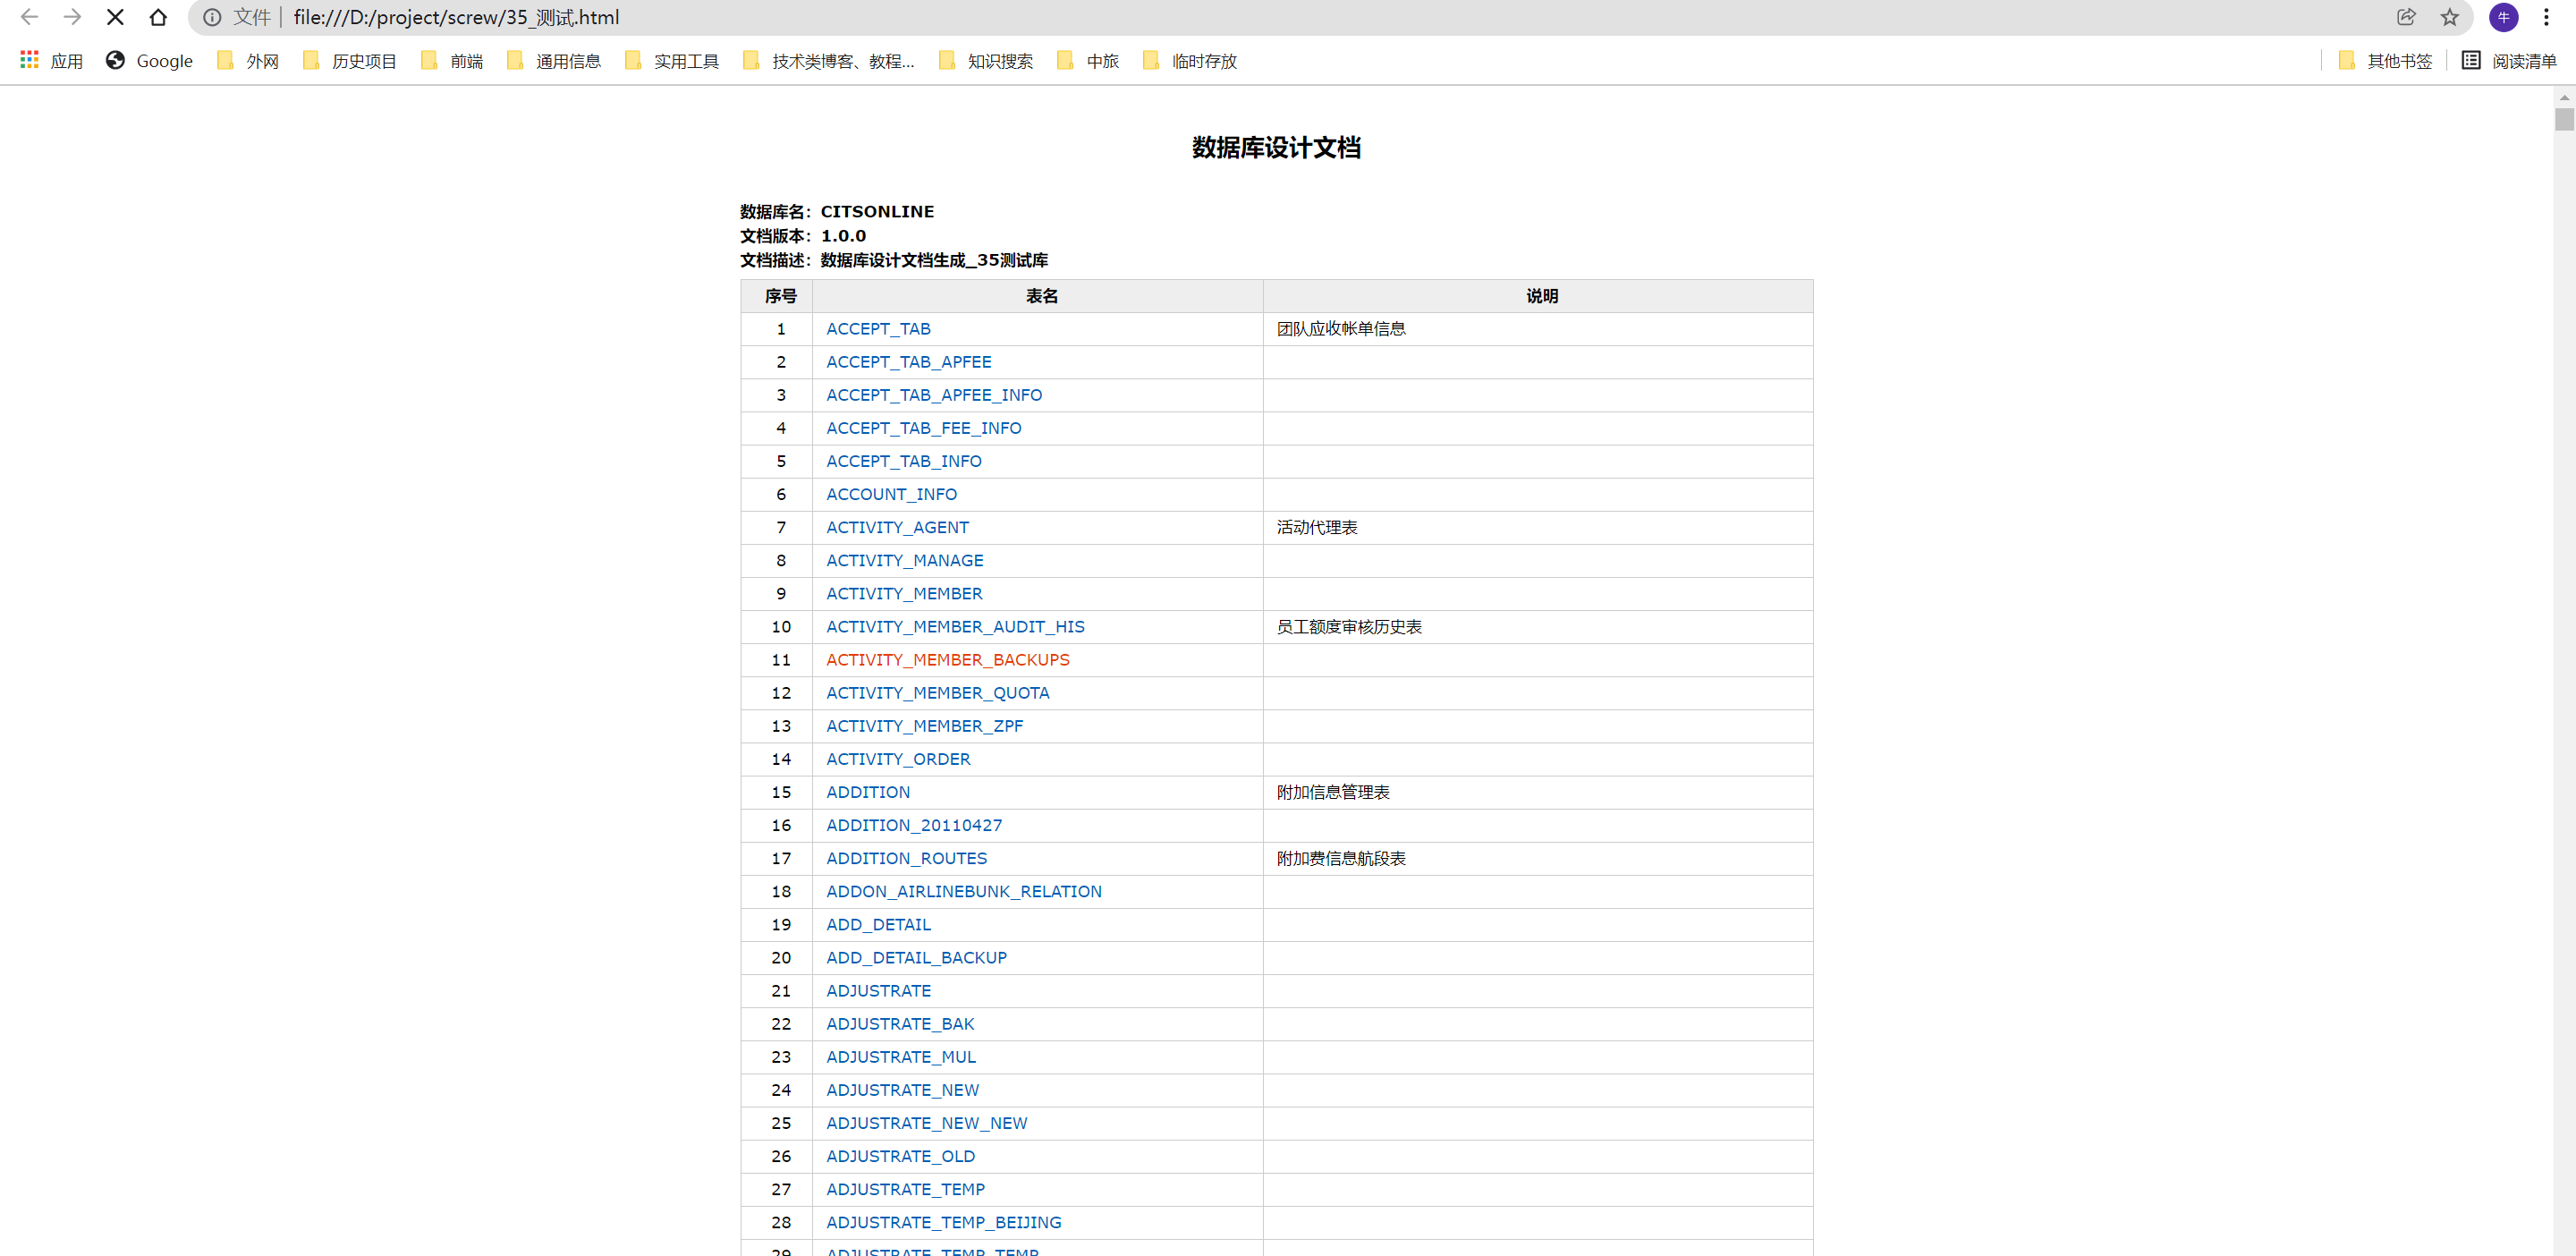 文件 file:///D:/project/screw/35_测试.html 牛
应用 Google 外网 历史项目 前端 通用信息 实用工具 技术类博客、教程... 知识搜索 中旅 临时存放 其他书签 阅读清单
数据库设计文档
数据库名：CITSONLINE
文档版本：1.0.0
文档描述：数据库设计文档生成_35测试库
序号 表名 说明
1 ACCEPT_TAB 团队应收帐单信息
2 ACCEPT_TAB_APFEE
3 ACCEPT_TAB_APFEE_INFO
4 ACCEPT_TAB_FEE_INFO
5 ACCEPT_TAB_INFO
6 ACCOUNT_INFO
7 ACTIVITY_AGENT 活动代理表
8 ACTIVITY_MANAGE
9 ACTIVITY_MEMBER
10 ACTIVITY_MEMBER_AUDIT_HIS 员工额度审核历史表
11 ACTIVITY_MEMBER_BACKUPS
12 ACTIVITY_MEMBER_QUOTA
13 ACTIVITY_MEMBER_ZPF
14 ACTIVITY_ORDER
15 ADDITION 附加信息管理表
16 ADDITION_20110427
17 ADDITION_ROUTES 附加费信息航段表
18 ADDON_AIRLINEBUNK_RELATION
19 ADD_DETAIL
20 ADD_DETAIL_BACKUP
21 ADJUSTRATE
22 ADJUSTRATE_BAK
23 ADJUSTRATE_MUL
24 ADJUSTRATE_NEW
25 ADJUSTRATE_NEW_NEW
26 ADJUSTRATE_OLD
27 ADJUSTRATE_TEMP
28 ADJUSTRATE_TEMP_BEIJING
29 ADJUSTRATE_TEMP_TEMP